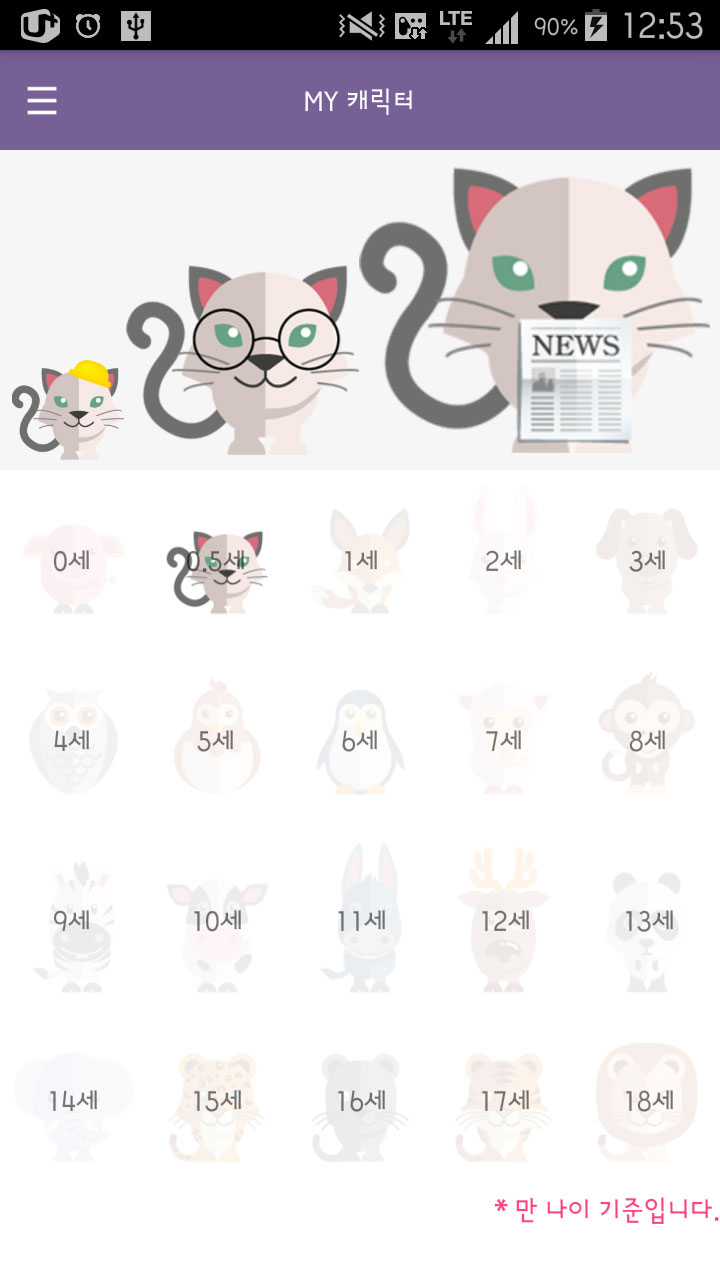 U+ LTE 90% 12:53
MY 캐릭터
NEWS
0세 0.5세 1세 2세 3세
4세 5세 6세 7세 8세
9세 10세 11세 12세 13세
14세 15세 16세 17세 18세
* 만 나이 기준입니다.